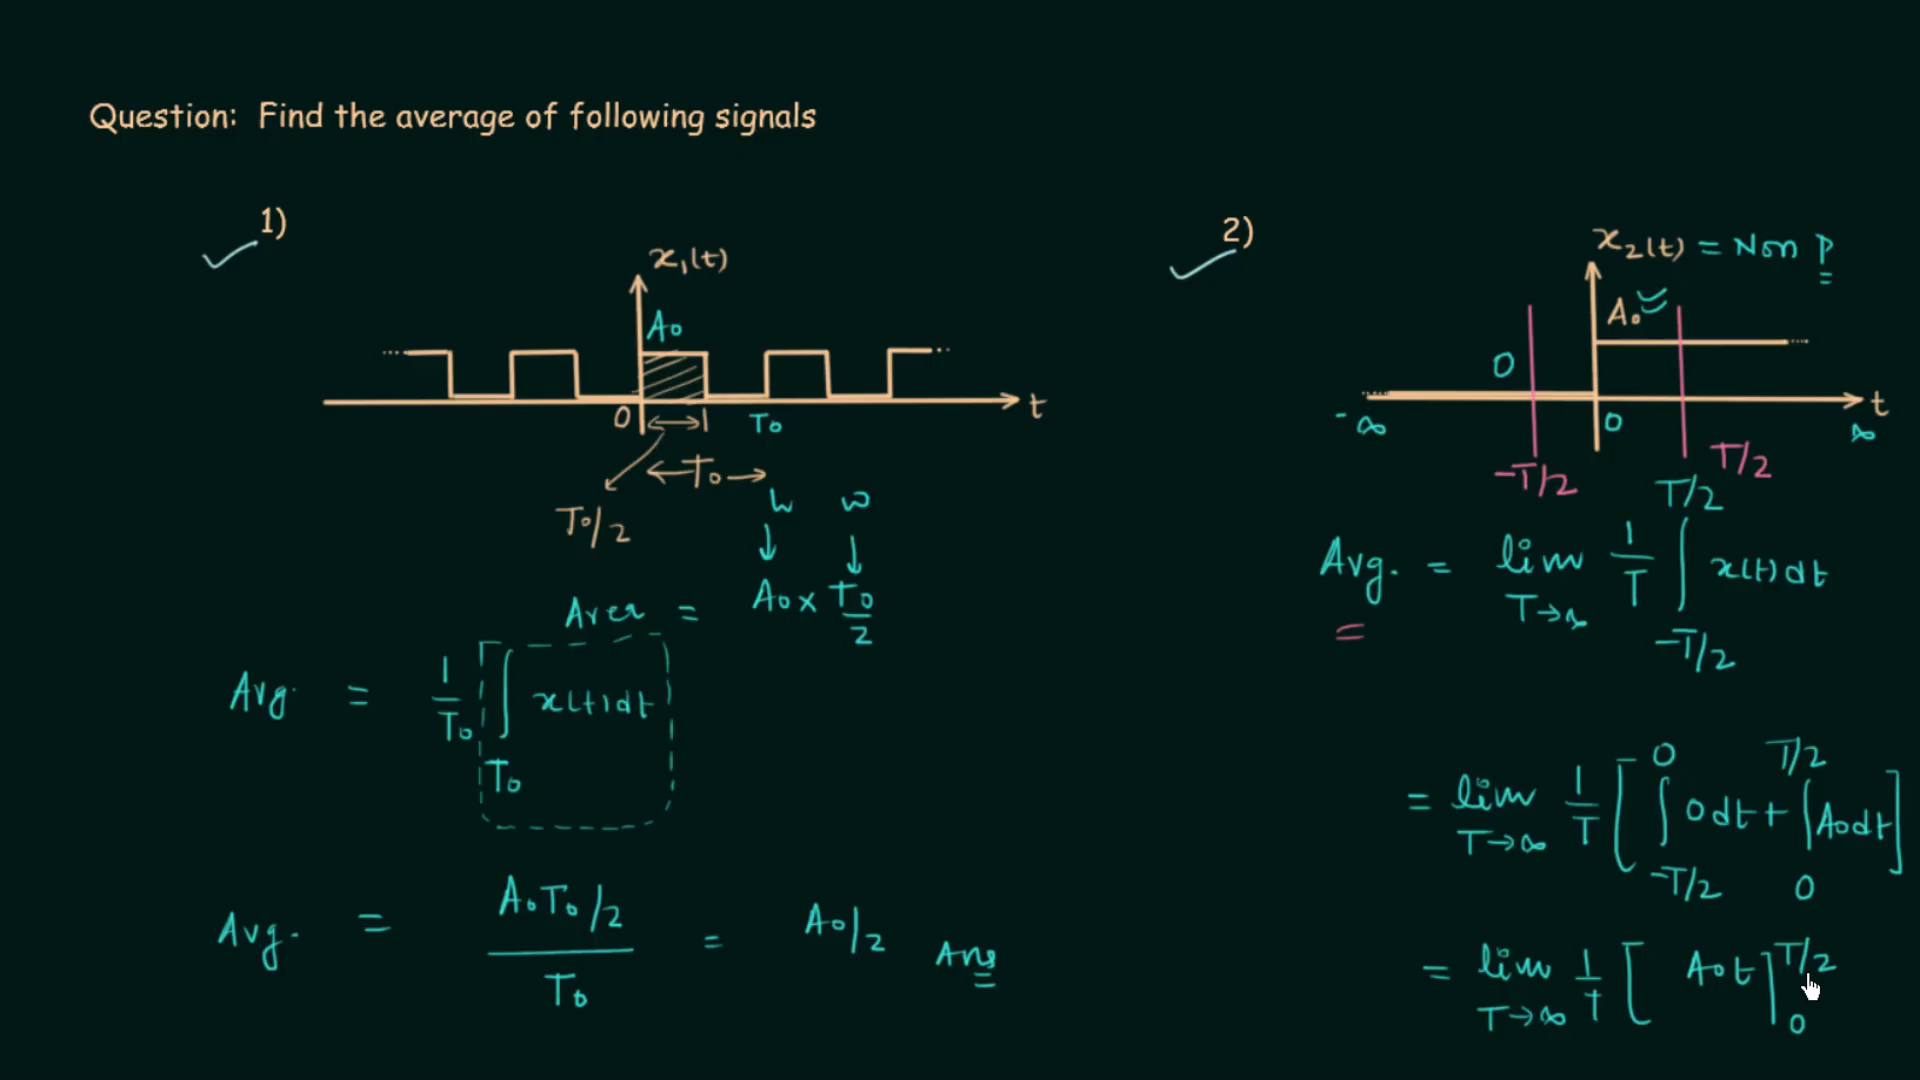 Question: Find the average of following signals
1)
x₁(t)
A₀
0
T₀
T₀
T₀/2
h w
↓ ↓
Area = A₀ × T₀/2
Avg. = 1/T₀ ∫T₀ x(t)dt
Avg. = A₀T₀/2 / T₀ = A₀/2 Ans
t
2)
x₂(t) = Non P
A₀
0
-∞ 0 ∞
t
-T/2 T/2
Avg. = lim T→∞ 1/T ∫-T/2 T/2 x(t)dt
= lim T→∞ 1/T [ ∫-T/2 0 0dt + ∫0 T/2 A₀dt ]
= lim T→∞ 1/T [ A₀t ]0 T/2